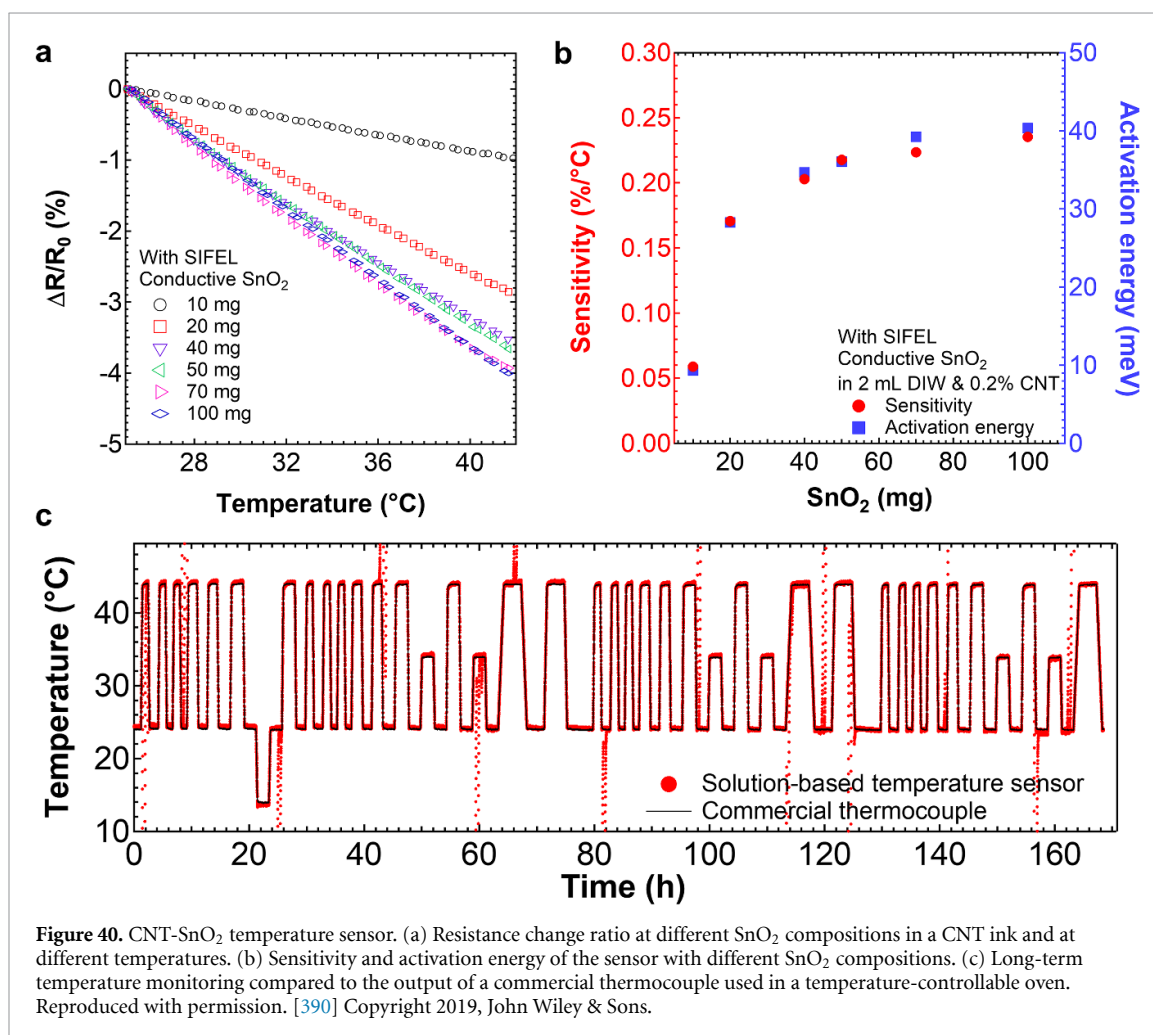 a
0
-1
-2
-3
-4
-5
ΔR/R₀ (%)
With SIFEL
Conductive SnO₂
10 mg
20 mg
40 mg
50 mg
70 mg
100 mg
28 32 36 40
Temperature (°C)
b
0.30
0.25
0.20
0.15
0.10
0.05
0.00
Sensitivity (%/°C)
50
40
30
20
10
0
Activation energy (meV)
With SIFEL
Conductive SnO₂
in 2 mL DIW & 0.2% CNT
Sensitivity
Activation energy
20 40 60 80 100
SnO₂ (mg)
c
40
30
20
10
Temperature (°C)
Solution-based temperature sensor
Commercial thermocouple
0 20 40 60 80 100 120 140 160
Time (h)
Figure 40. CNT-SnO₂ temperature sensor. (a) Resistance change ratio at different SnO₂ compositions in a CNT ink and at
different temperatures. (b) Sensitivity and activation energy of the sensor with different SnO₂ compositions. (c) Long-term
temperature monitoring compared to the output of a commercial thermocouple used in a temperature-controllable oven.
Reproduced with permission. [390] Copyright 2019, John Wiley & Sons.